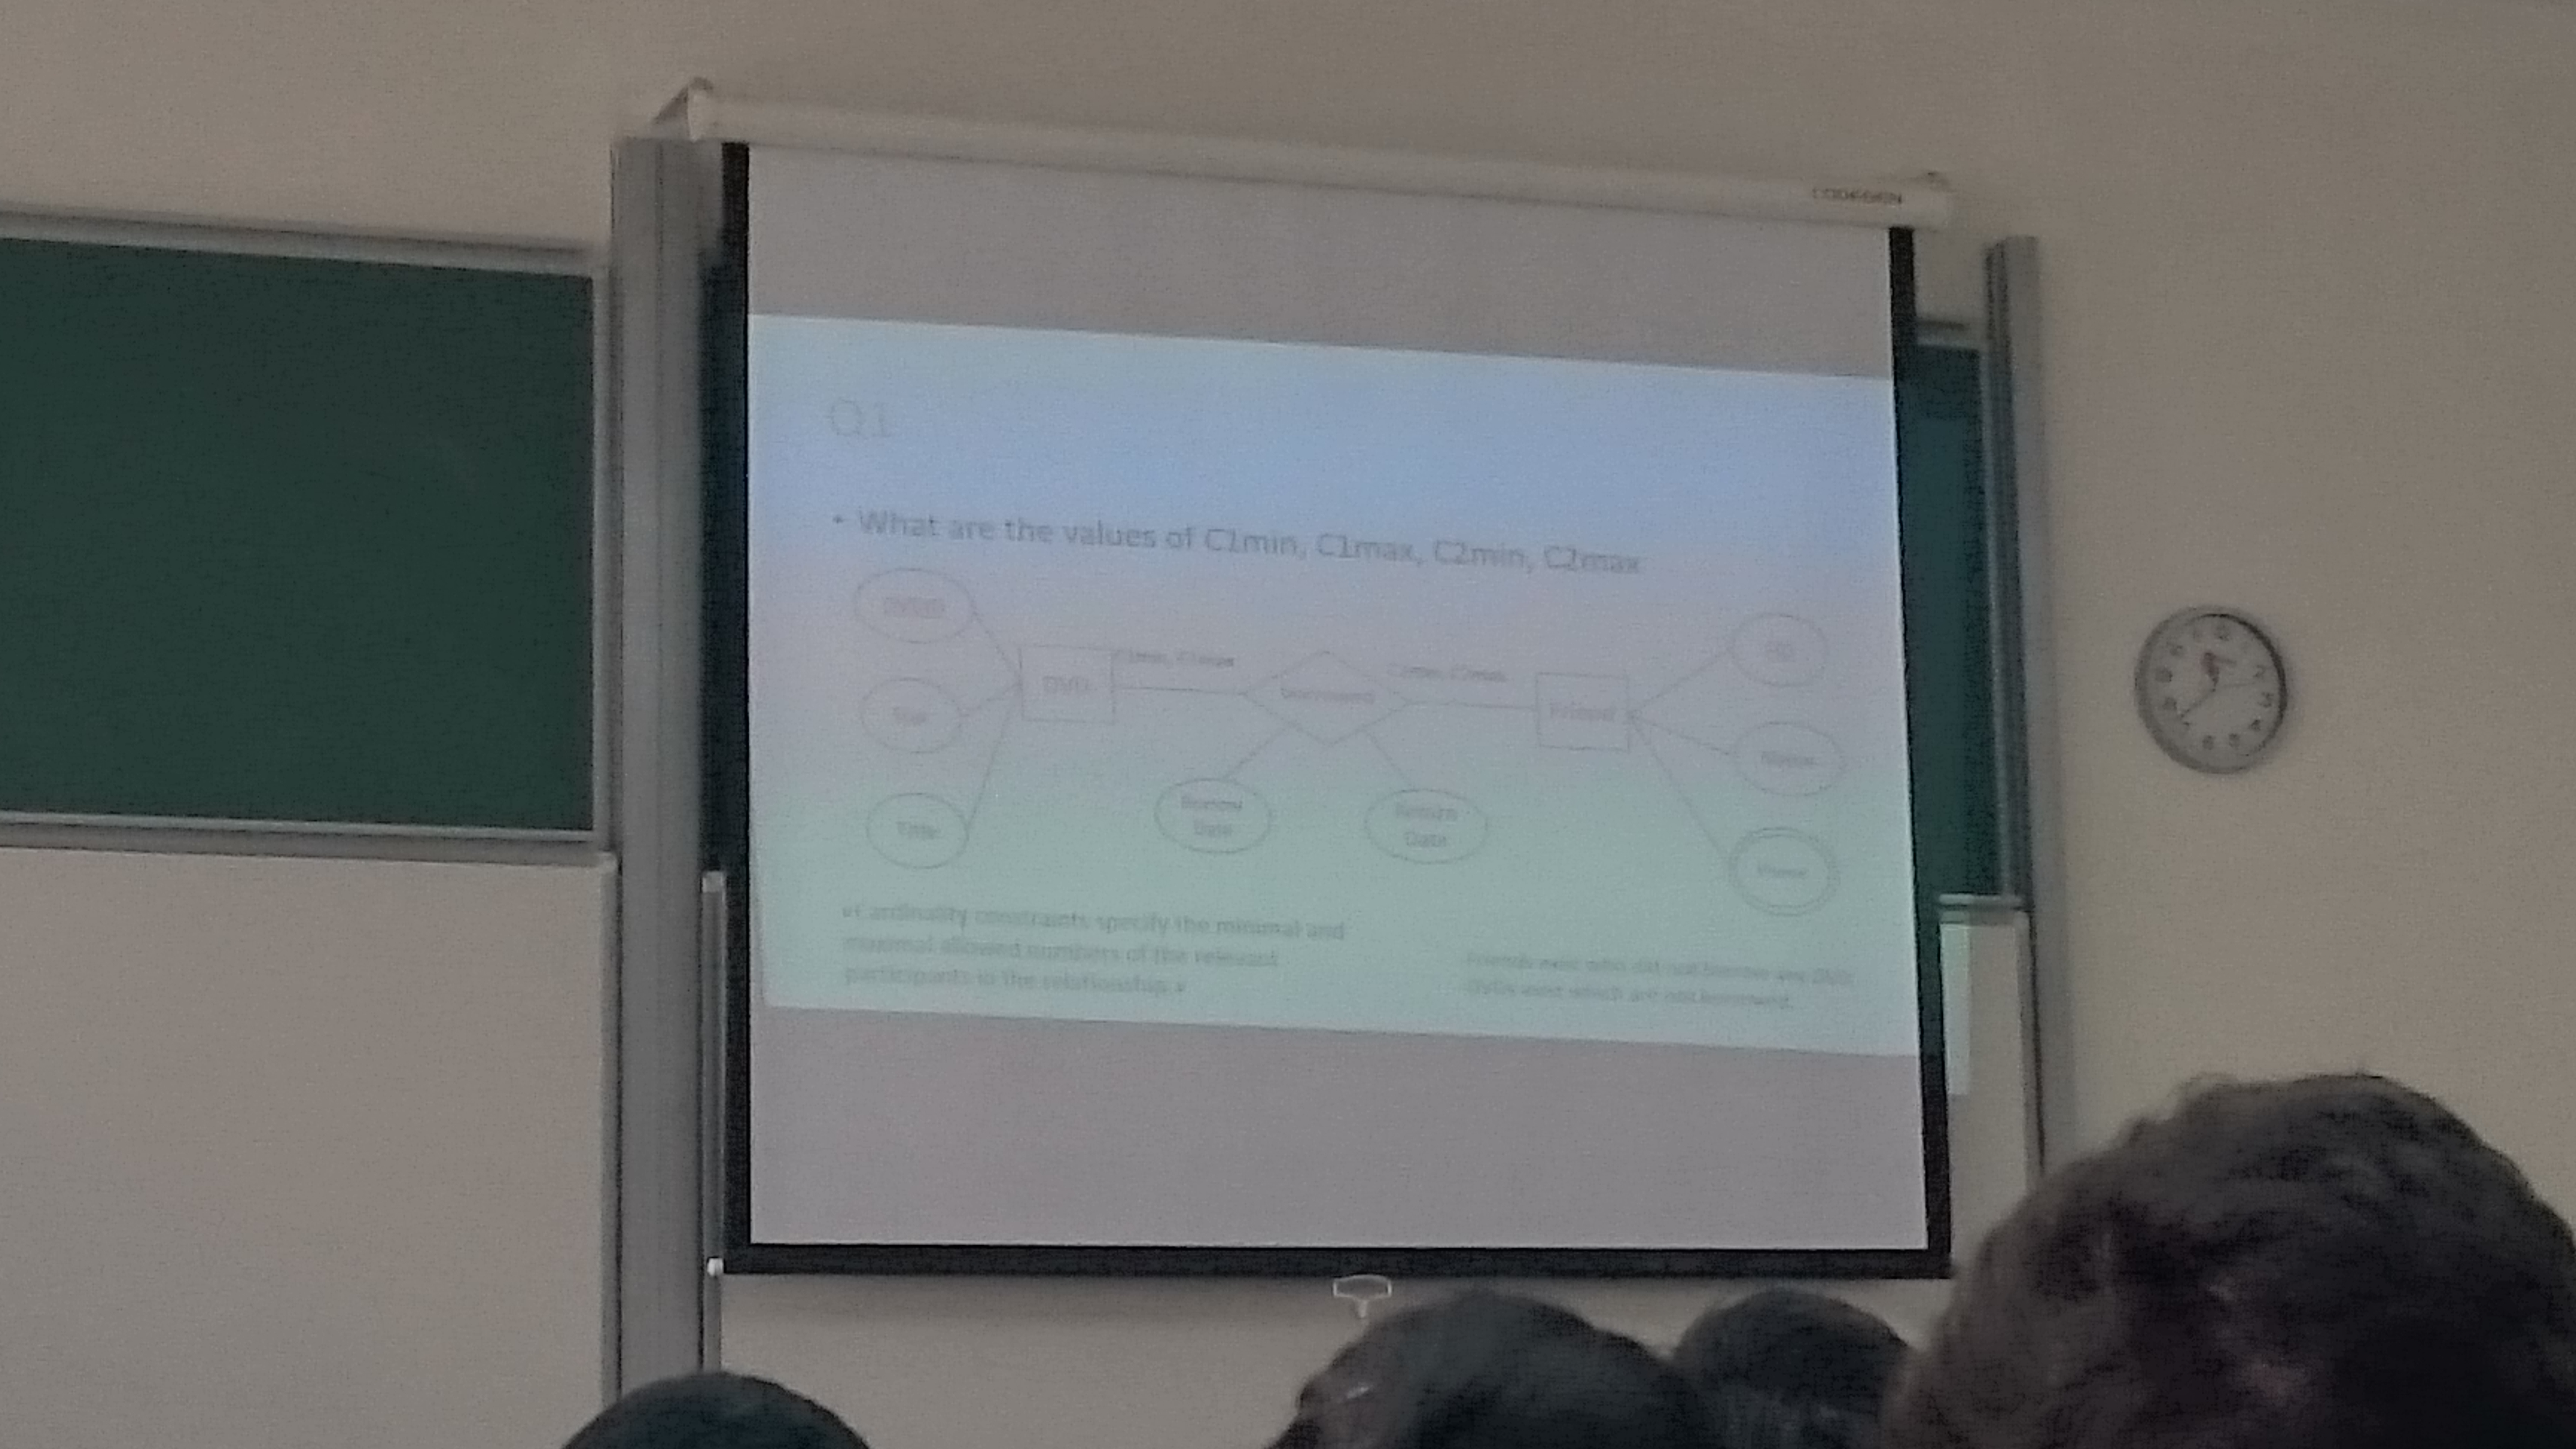 Q1
• What are the values of C1min, C1max, C2min, C2max
DVDID
C1min, C1max
C2min, C2max
ID
DVD
borrowed
Friend
Star
Name
Borrow
Date
Return
Date
Title
Phone
«Cardinality constraints specify the minimal and
maximal allowed numbers of the relevant
participants in the relationship.»
Friends exist who did not borrow any DVD.
DVDs exist which are not borrowed.